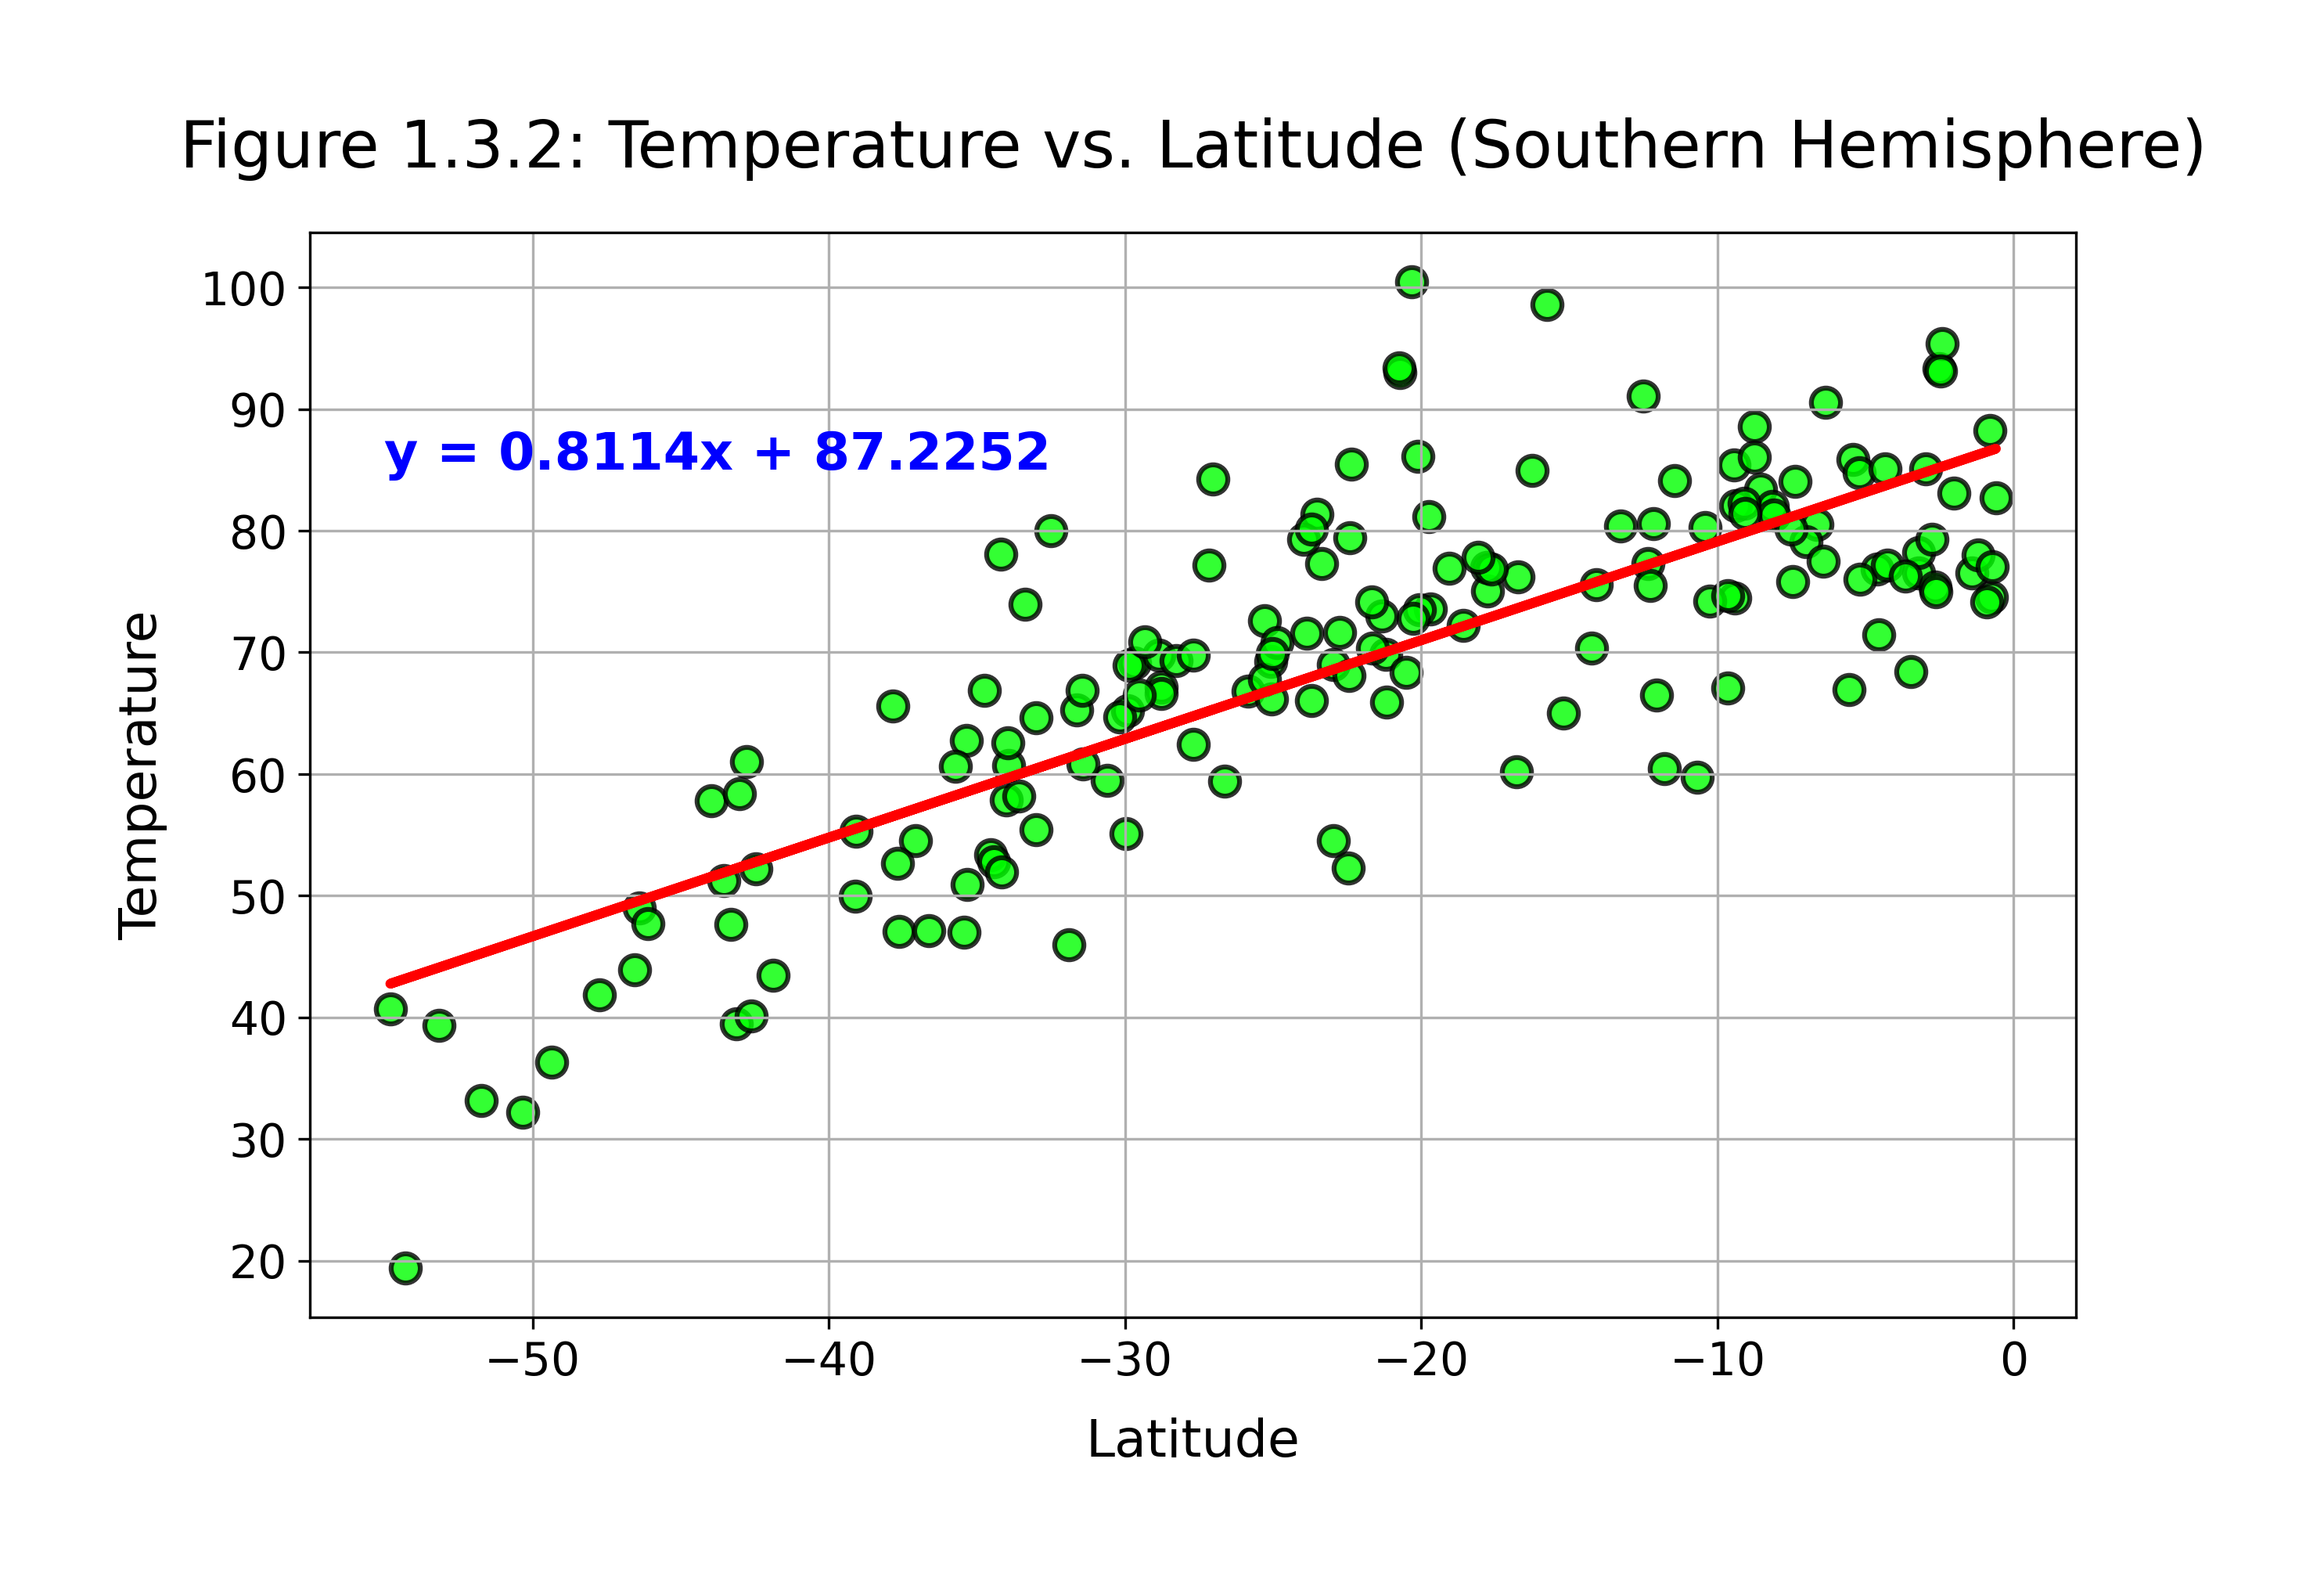 Figure 1.3.2: Temperature vs. Latitude (Southern Hemisphere)
y = 0.8114x + 87.2252
Temperature
100
90
80
70
60
50
40
30
20
−50 −40 −30 −20 −10 0
Latitude